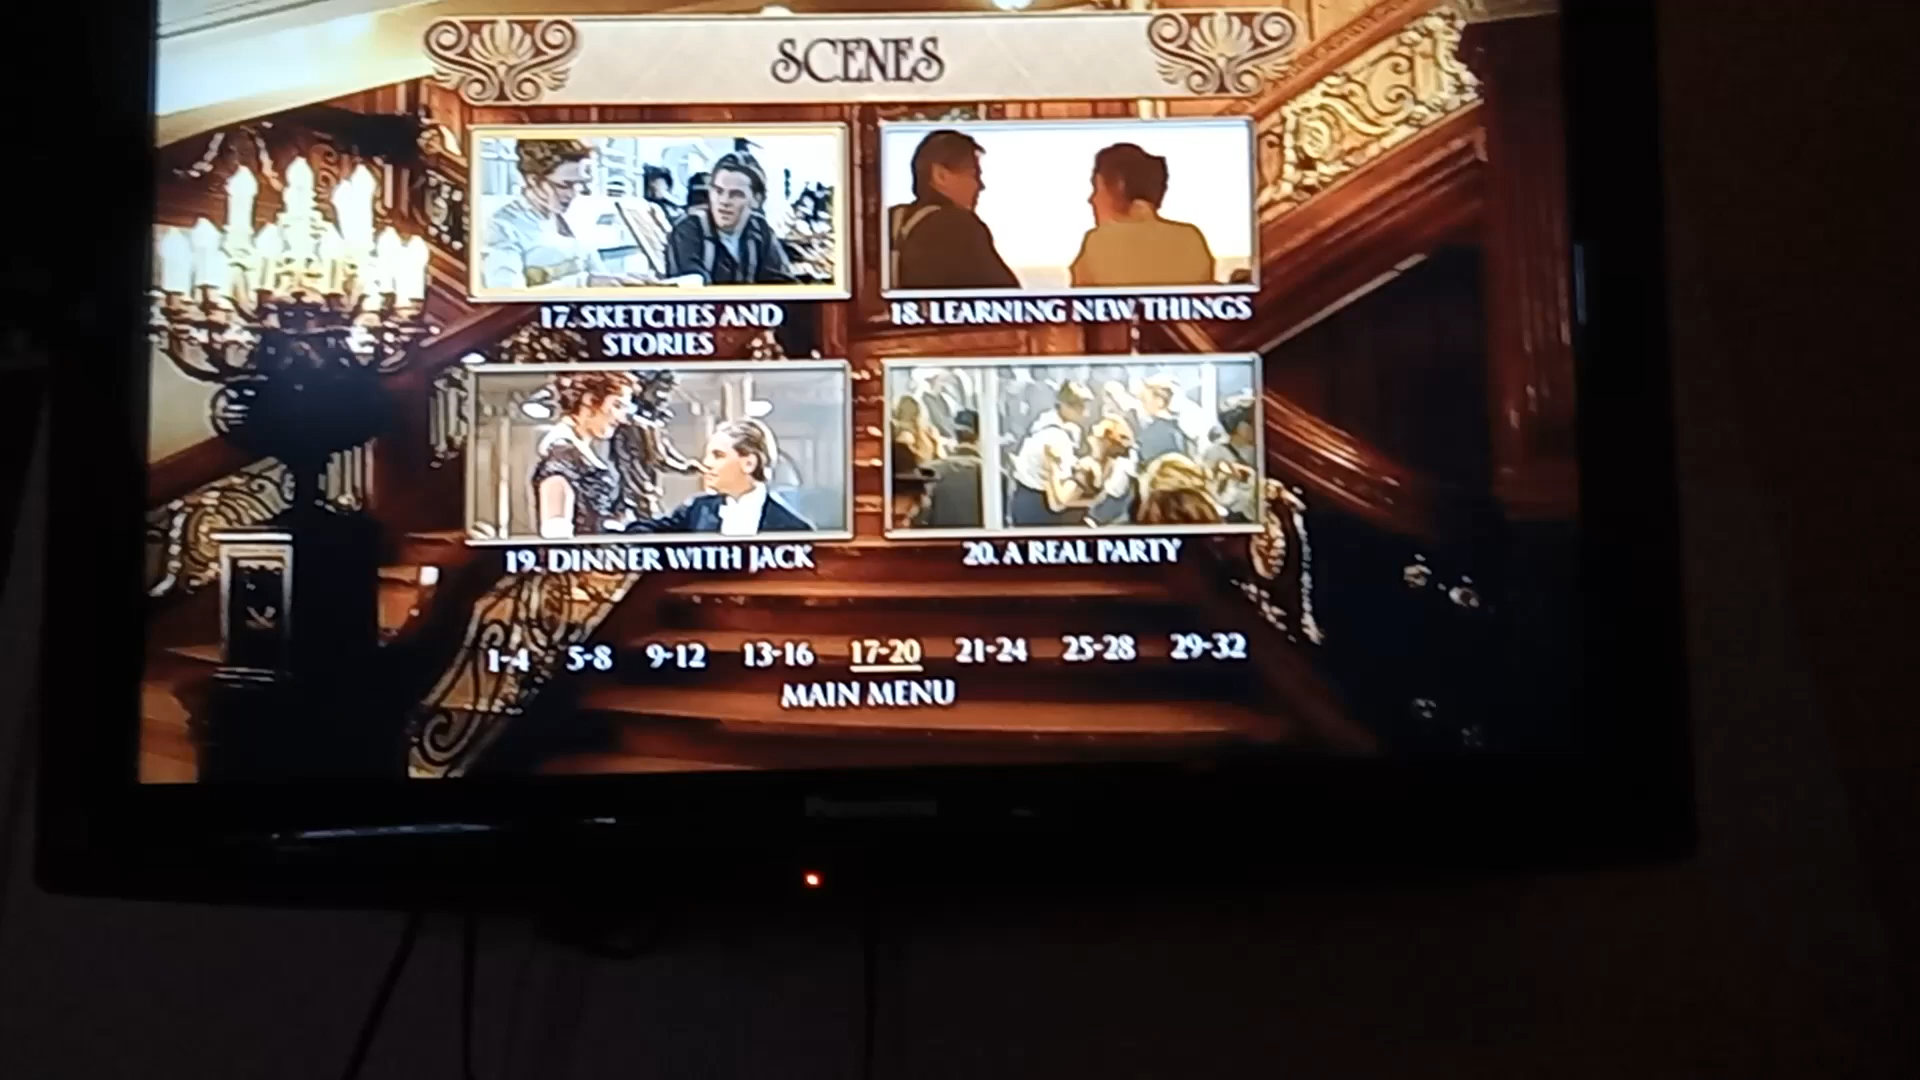 SCENES
17. SKETCHES AND
STORIES
18. LEARNING NEW THINGS
19. DINNER WITH JACK
20. A REAL PARTY
1-4 5-8 9-12 13-16 17-20 21-24 25-28 29-32
MAIN MENU